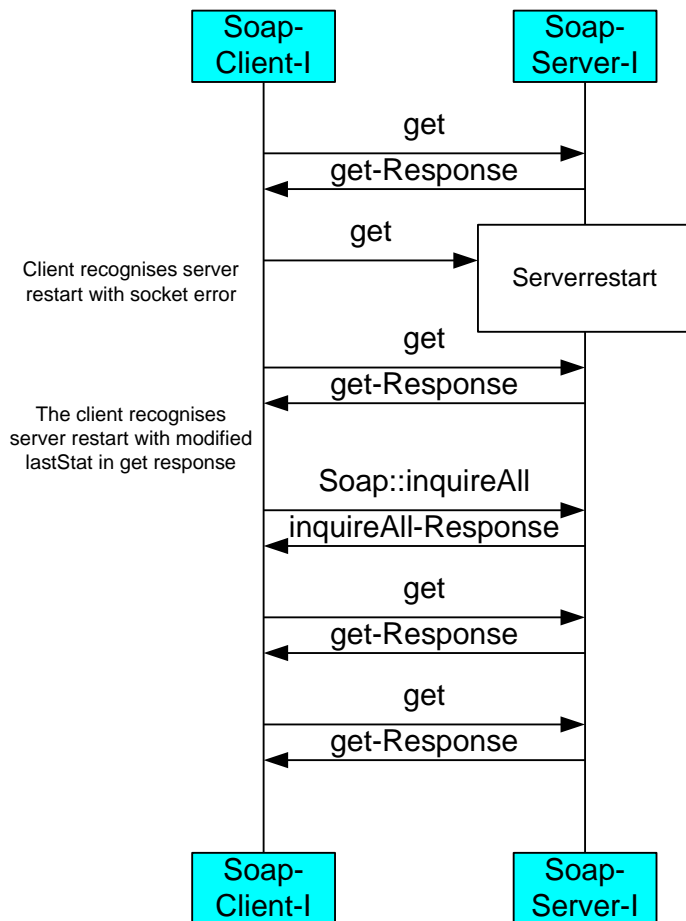 Soap-
Client-I
Soap-
Server-I
get
get-Response
get
Client recognises server
restart with socket error
Serverrestart
get
get-Response
The client recognises
server restart with modified
lastStat in get response
Soap::inquireAll
inquireAll-Response
get
get-Response
get
get-Response
Soap-
Client-I
Soap-
Server-I